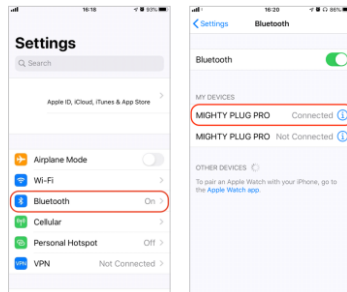 16:18
93%
Settings
Search
Apple ID, iCloud, iTunes & App Store
Airplane Mode
Wi-Fi
Bluetooth On
Cellular
Personal Hotspot Off
VPN Not Connected
16:20
86%
Settings Bluetooth
Bluetooth
MY DEVICES
MIGHTY PLUG PRO Connected
MIGHTY PLUG PRO Not Connected
OTHER DEVICES
To pair an Apple Watch with your iPhone, go to
the Apple Watch app.